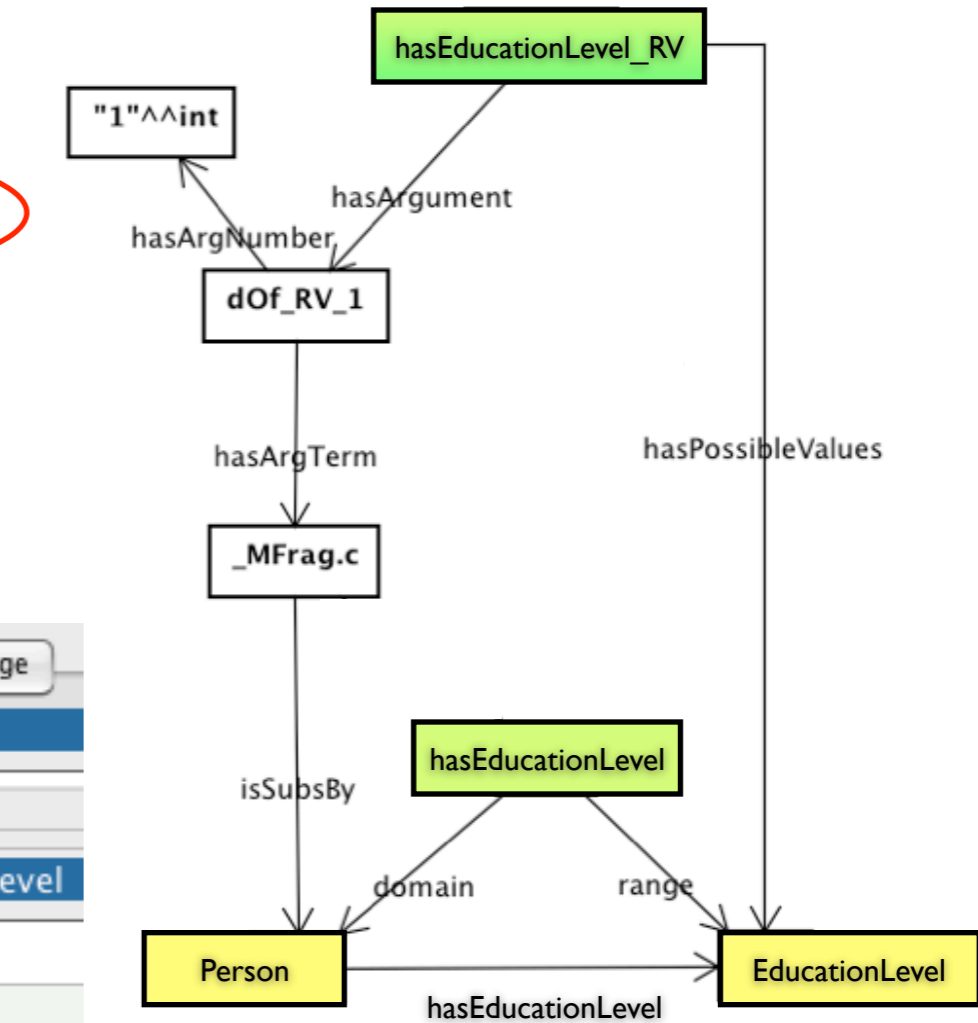 hasEducationLevel_RV
"1"^^int
hasArgument
hasArgNumber
dOf_RV_1
hasArgTerm
hasPossibleValues
_MFrag.c
ge
hasEducationLevel
isSubsBy
evel
domain
range
Person
EducationLevel
hasEducationLevel